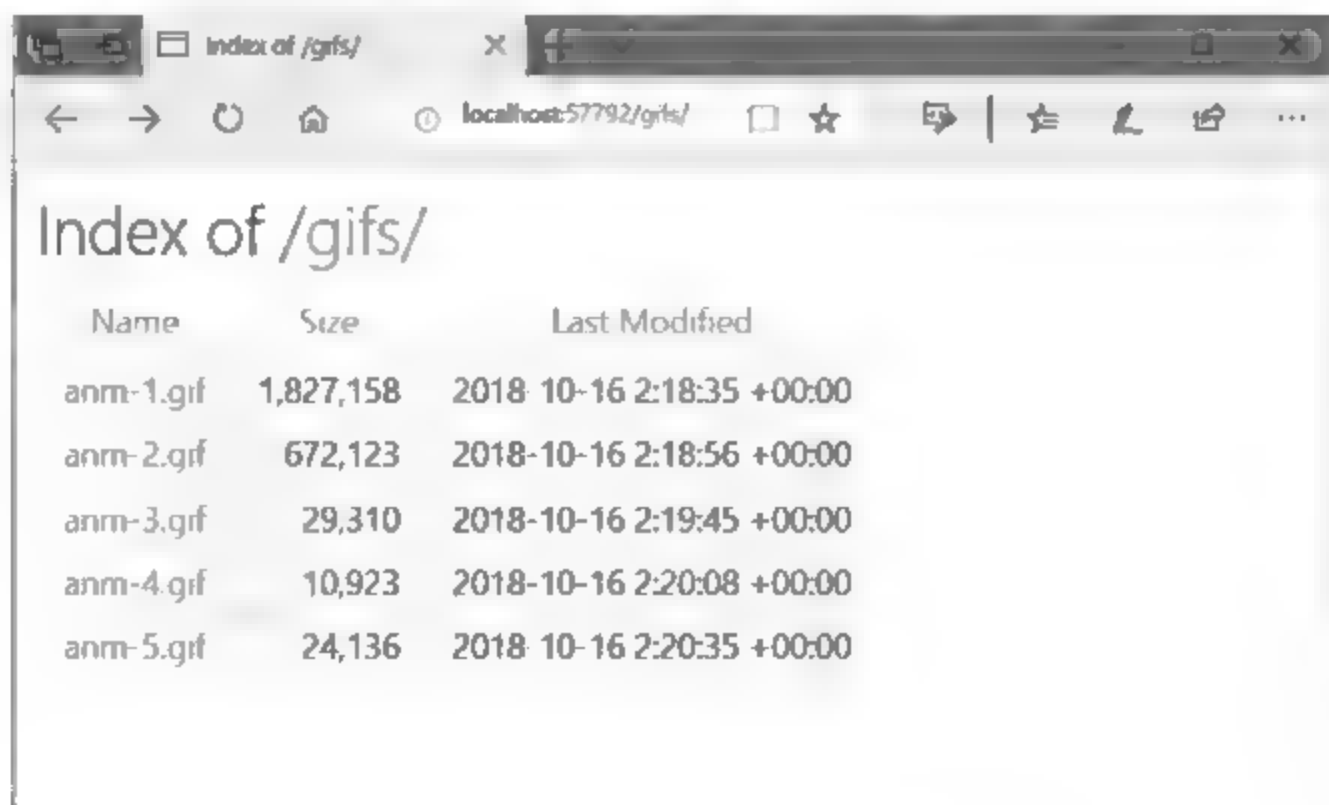 Index of /gifs/
localhost:57792/gifs/
Index of /gifs/
Name Size Last Modified
anm-1.gif 1,827,158 2018-10-16 2:18:35 +00:00
anm-2.gif 672,123 2018-10-16 2:18:56 +00:00
anm-3.gif 29,310 2018-10-16 2:19:45 +00:00
anm-4.gif 10,923 2018-10-16 2:20:08 +00:00
anm-5.gif 24,136 2018-10-16 2:20:35 +00:00